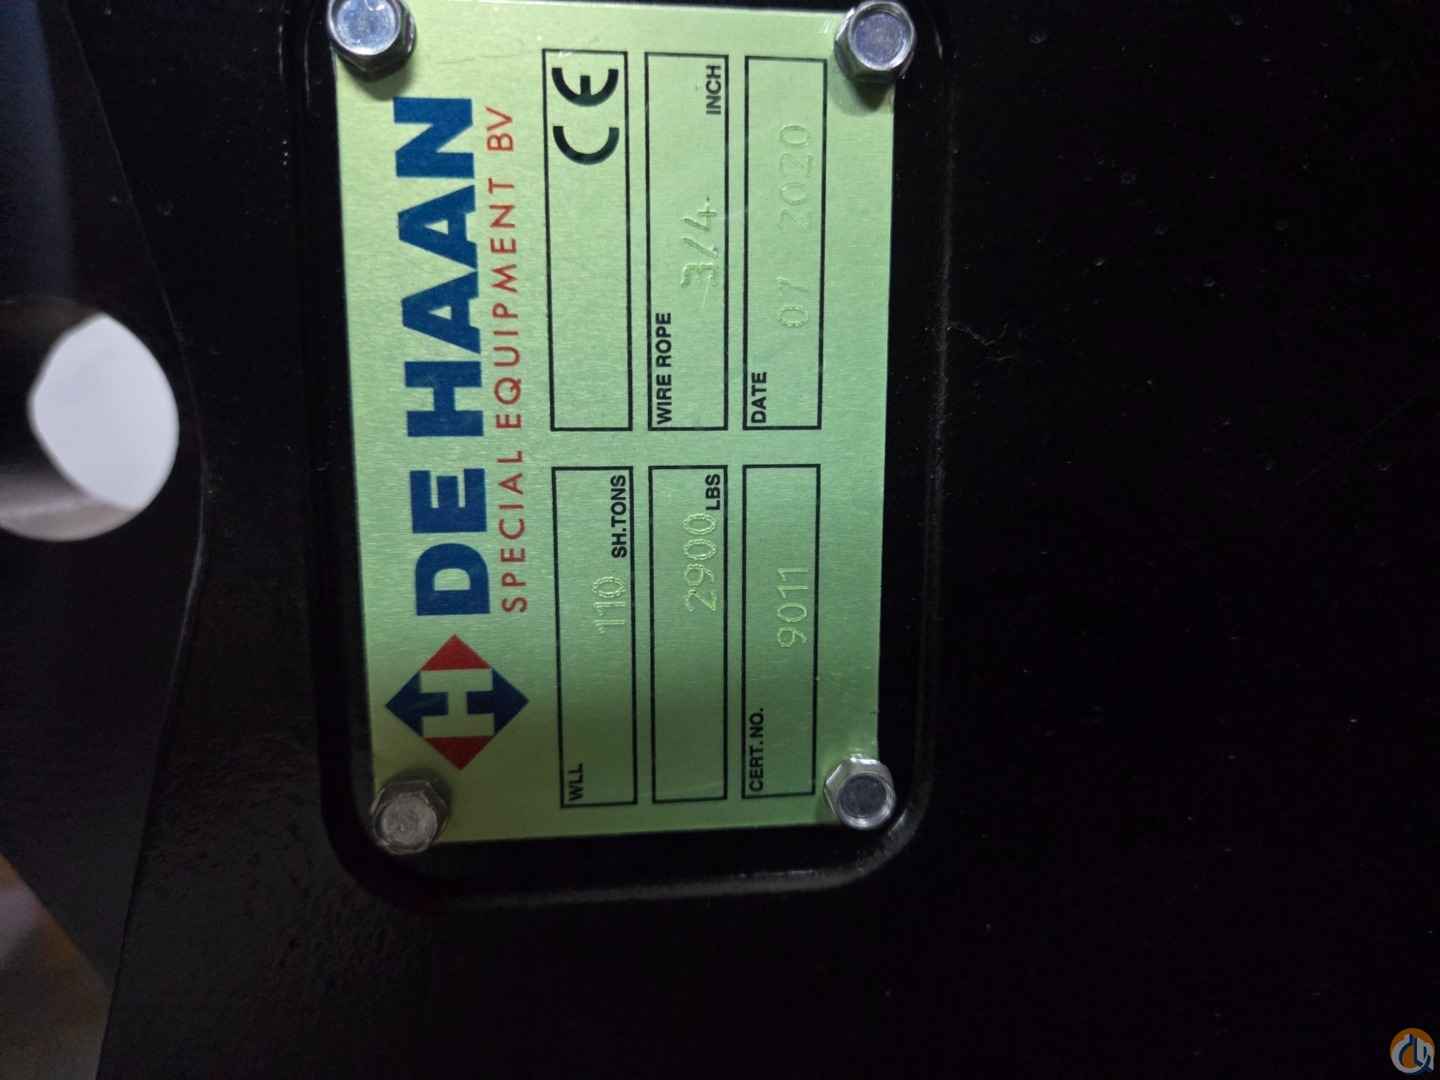 H DE HAAN
SPECIAL EQUIPMENT BV
WLL 110 SH.TONS
CE
2900 LBS
WIRE ROPE 3/4 INCH
CERT.NO. 9011
DATE 07 2020